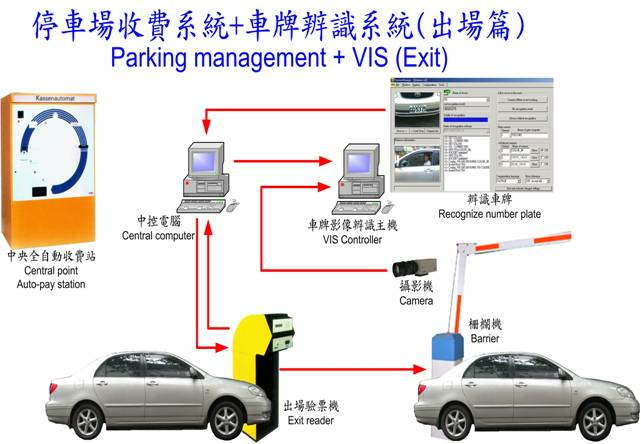 停車場收費系統+車牌辨識系統(出場篇)
Parking management + VIS (Exit)
Kassenautomat
中控電腦
Central computer
車牌影像辨識主機
VIS Controller
辨識車牌
Recognize number plate
中央全自動收費站
Central point
Auto-pay station
攝影機
Camera
柵欄機
Barrier
出場驗票機
Exit reader